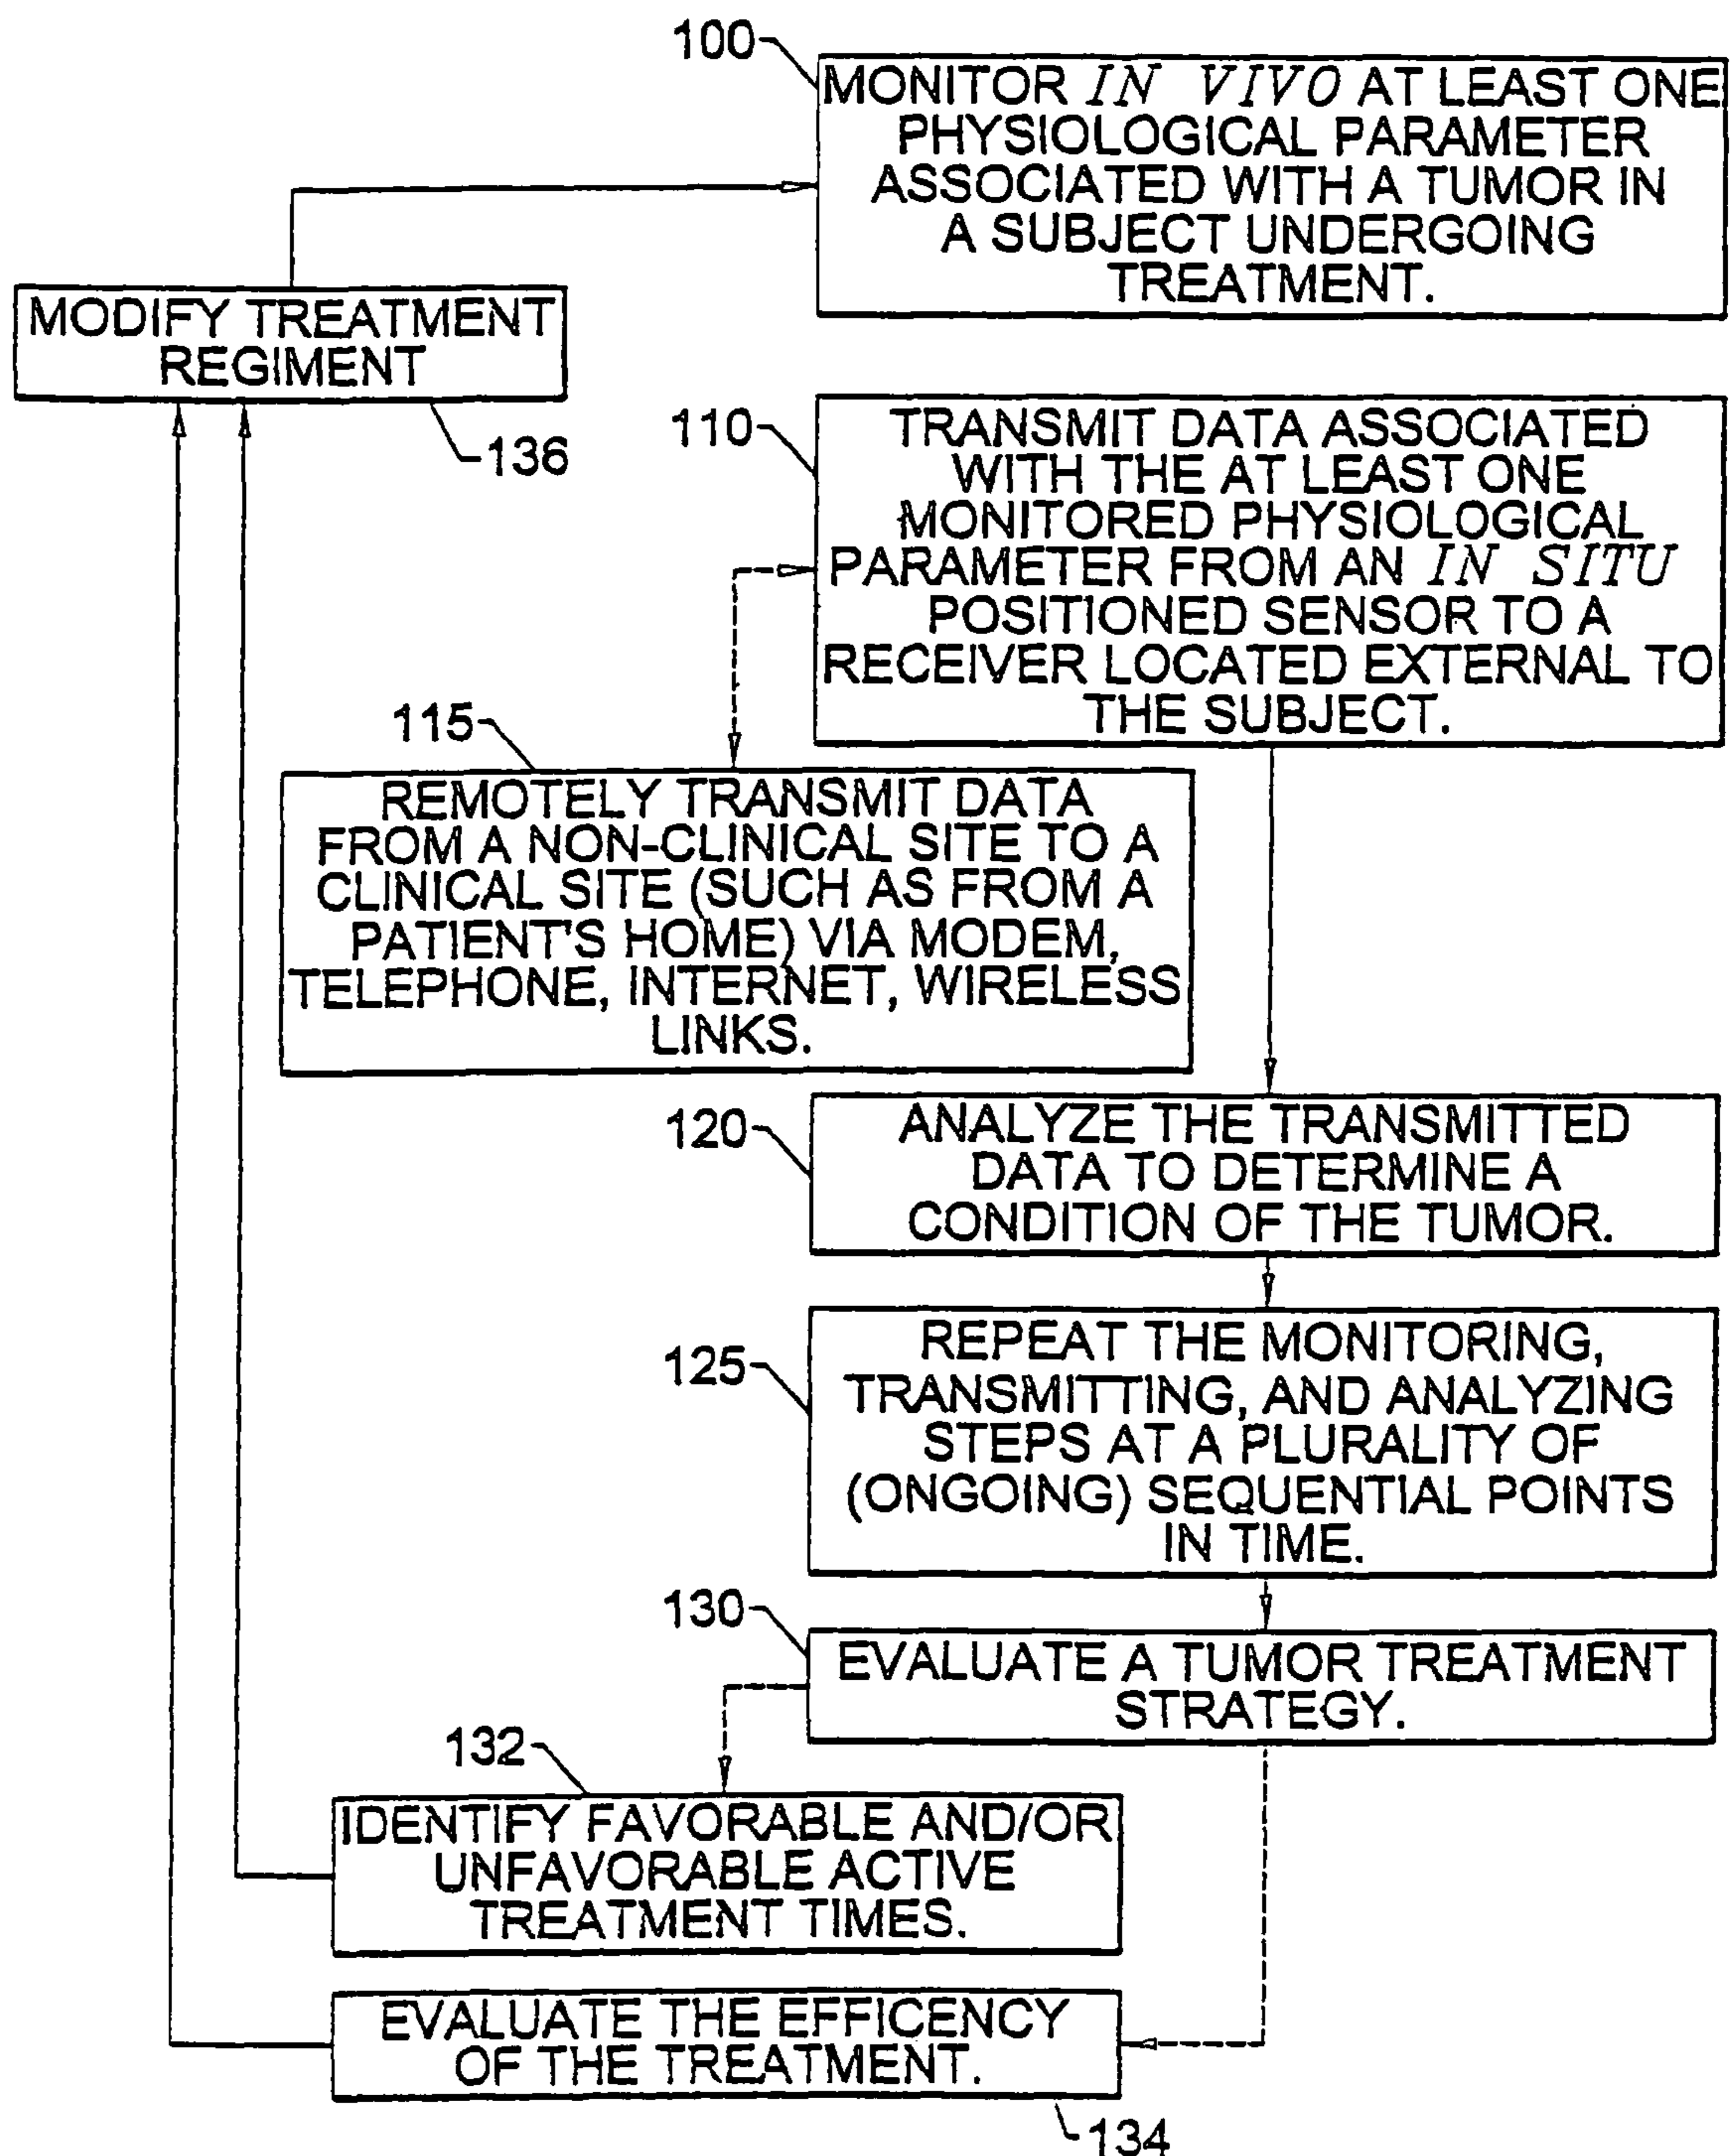 100
MONITOR IN VIVO AT LEAST ONE
PHYSIOLOGICAL PARAMETER
ASSOCIATED WITH A TUMOR IN
A SUBJECT UNDERGOING
TREATMENT.
MODIFY TREATMENT
REGIMENT
136
110
TRANSMIT DATA ASSOCIATED
WITH THE AT LEAST ONE
MONITORED PHYSIOLOGICAL
PARAMETER FROM AN IN SITU
POSITIONED SENSOR TO A
RECEIVER LOCATED EXTERNAL TO
THE SUBJECT.
115
REMOTELY TRANSMIT DATA
FROM A NON-CLINICAL SITE TO A
CLINICAL SITE (SUCH AS FROM A
PATIENT'S HOME) VIA MODEM,
TELEPHONE, INTERNET, WIRELESS
LINKS.
120
ANALYZE THE TRANSMITTED
DATA TO DETERMINE A
CONDITION OF THE TUMOR.
125
REPEAT THE MONITORING,
TRANSMITTING, AND ANALYZING
STEPS AT A PLURALITY OF
(ONGOING) SEQUENTIAL POINTS
IN TIME.
130
EVALUATE A TUMOR TREATMENT
STRATEGY.
132
IDENTIFY FAVORABLE AND/OR
UNFAVORABLE ACTIVE
TREATMENT TIMES.
EVALUATE THE EFFICENCY
OF THE TREATMENT.
134